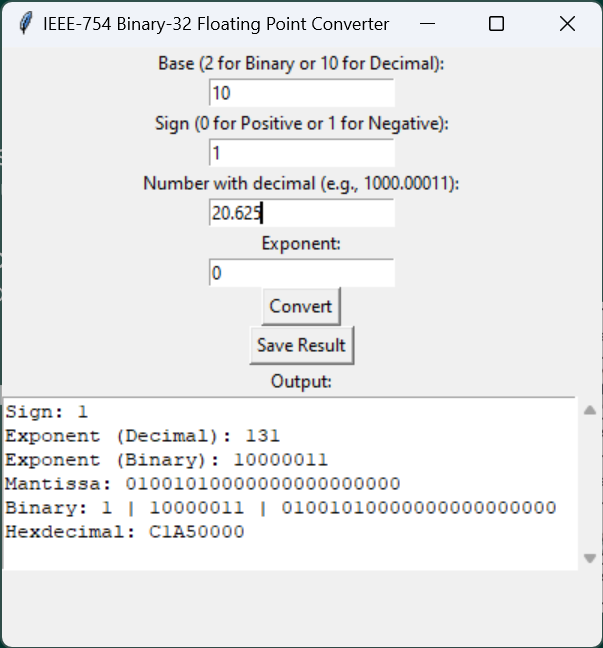 IEEE-754 Binary-32 Floating Point Converter
Base (2 for Binary or 10 for Decimal):
10
Sign (0 for Positive or 1 for Negative):
1
Number with decimal (e.g., 1000.00011):
20.625
Exponent:
0
Convert
Save Result
Output:
Sign: 1
Exponent (Decimal): 131
Exponent (Binary): 10000011
Mantissa: 01001010000000000000000
Binary: 1 | 10000011 | 01001010000000000000000
Hexdecimal: C1A50000